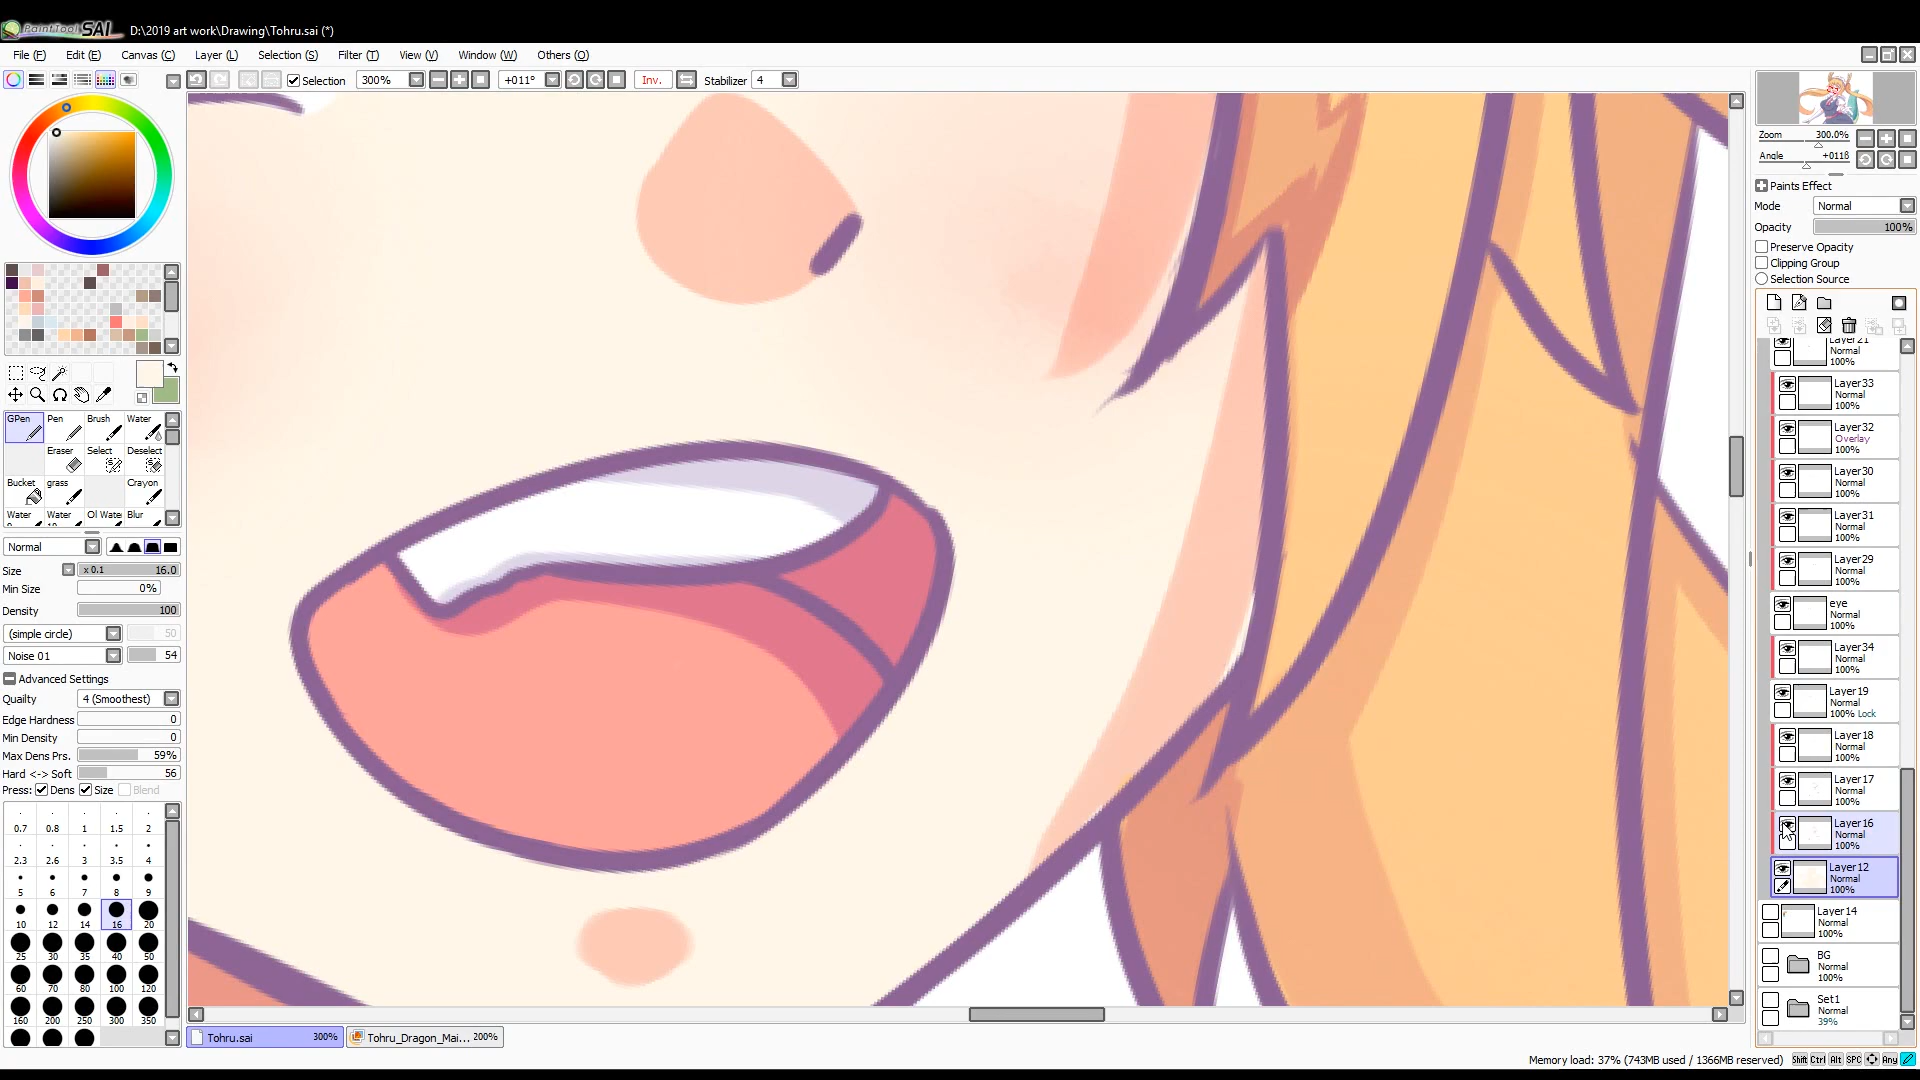 PaintTool SAI D:\2019 art work\Drawing\Tohru.sai (*)
File (F) Edit (E) Canvas (C) Layer (L) Selection (S) Filter (T) View (V) Window (W) Others (O)
Selection 300% +011° Inv. Stabilizer 4
Zoom 300.0%
Angle +011ß
Paints Effect
Mode Normal
Opacity 100%
Preserve Opacity
Clipping Group
Selection Source
Layer21
Normal
100%
Layer33
Normal
100%
Layer32
Overlay
100%
Layer30
Normal
100%
Layer31
Normal
100%
Layer29
Normal
100%
eye
Normal
100%
Layer34
Normal
100%
Layer19
Normal
100% Lock
Layer18
Normal
100%
Layer17
Normal
100%
Layer16
Normal
100%
Layer12
Normal
100%
Layer14
Normal
100%
BG
Normal
100%
Set1
Normal
39%
GPen Pen Brush Water
Eraser Select Deselect
Bucket grass Crayon
Water Water Ol Wate Blur
Normal
Size x 0.1 16.0
Min Size 0%
Density 100
(simple circle) 50
Noise 01 54
Advanced Settings
Quailty 4 (Smoothest)
Edge Hardness 0
Min Density 0
Max Dens Prs. 59%
Hard <-> Soft 56
Press: Dens Size Blend
0.7 0.8 1 1.5 2
2.3 2.6 3 3.5 4
5 6 7 8 9
10 12 14 16 20
25 30 35 40 50
60 70 80 100 120
160 200 250 300 350
Tohru.sai 300% Tohru_Dragon_Mai... 200%
Memory load: 37% (743MB used / 1366MB reserved) Shift Ctrl Alt SPC Any